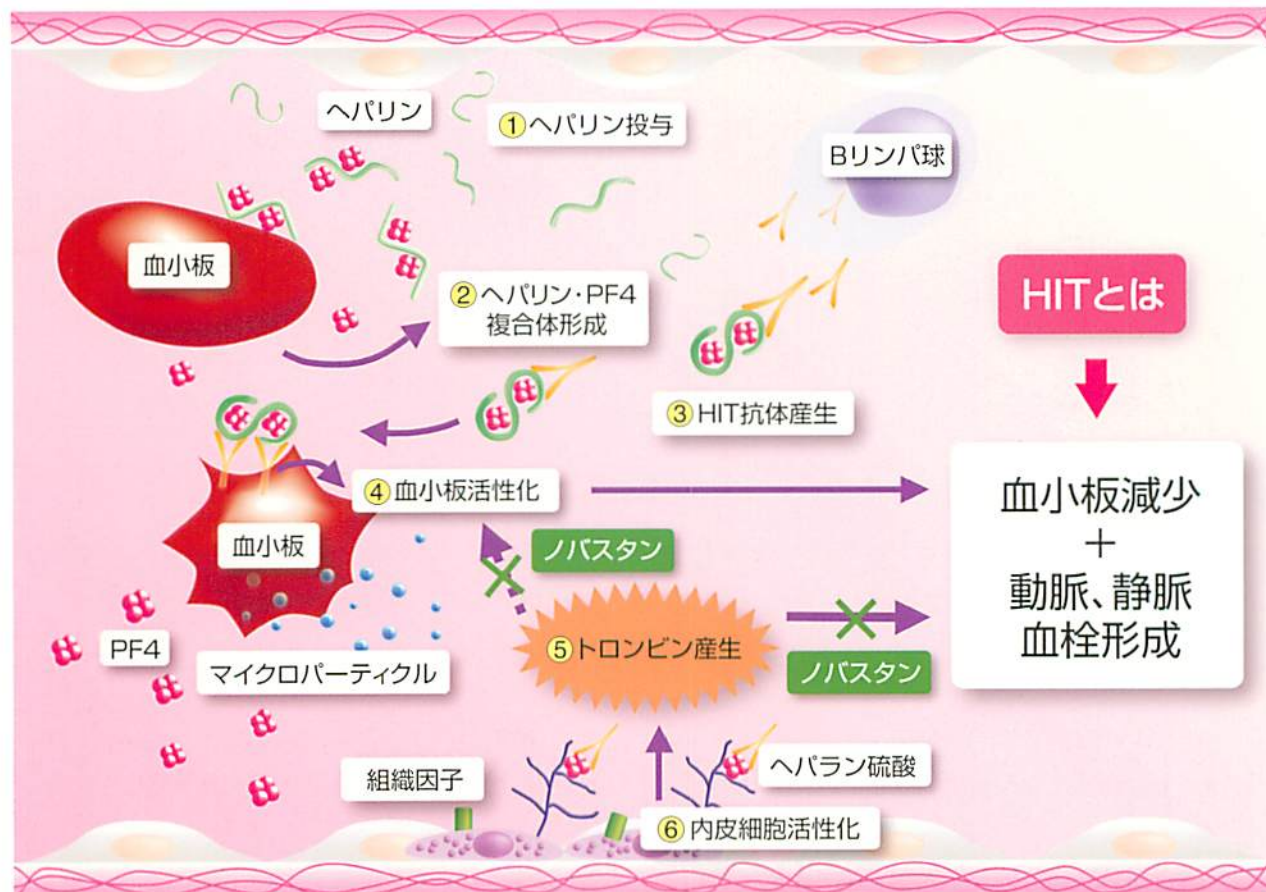 ヘパリン
①ヘパリン投与
Bリンパ球
血小板
②ヘパリン・PF4
複合体形成
HITとは
③HIT抗体産生
④血小板活性化
血小板減少
+
動脈、静脈
血栓形成
血小板
ノバスタン
PF4
マイクロパーティクル
⑤トロンビン産生
ノバスタン
組織因子
ヘパラン硫酸
⑥内皮細胞活性化